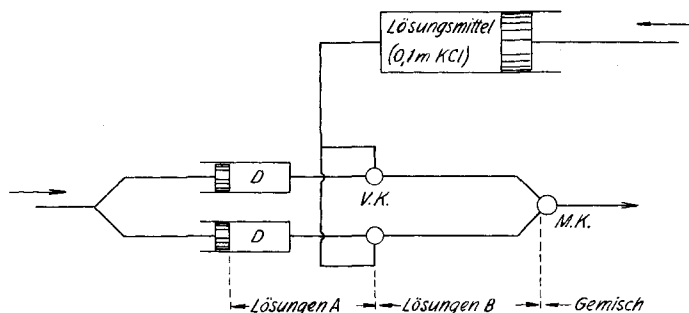 Lösungsmittel
(0,1m KCl)
D
V.K.
D
M.K.
Lösungen A
Lösungen B
Gemisch